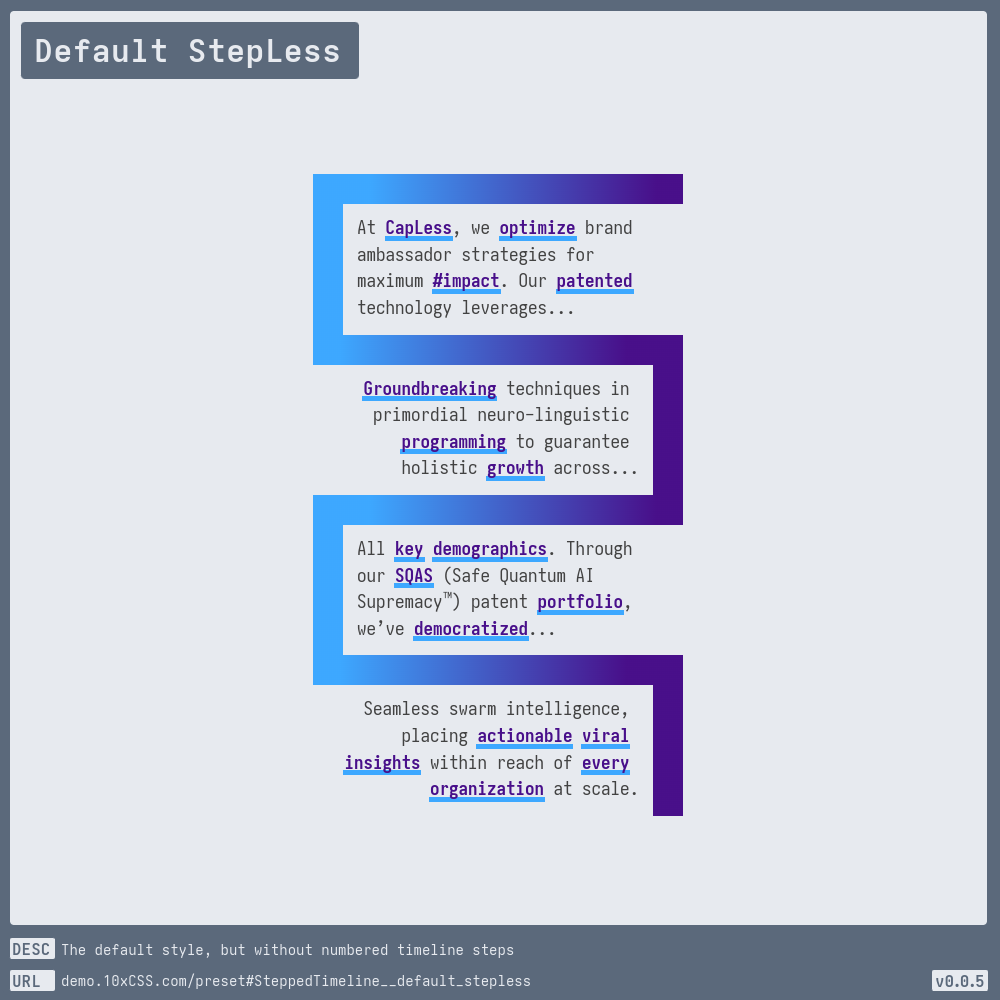 Default StepLess
At CapLess, we optimize brand
ambassador strategies for
maximum #impact. Our patented
technology leverages...
Groundbreaking techniques in
primordial neuro-linguistic
programming to guarantee
holistic growth across...
All key demographics. Through
our SQAS (Safe Quantum AI
Supremacy™) patent portfolio,
we’ve democratized...
Seamless swarm intelligence,
placing actionable viral
insights within reach of every
organization at scale.
DESC The default style, but without numbered timeline steps
URL demo.10xCSS.com/preset#SteppedTimeline__default_stepless
v0.0.5